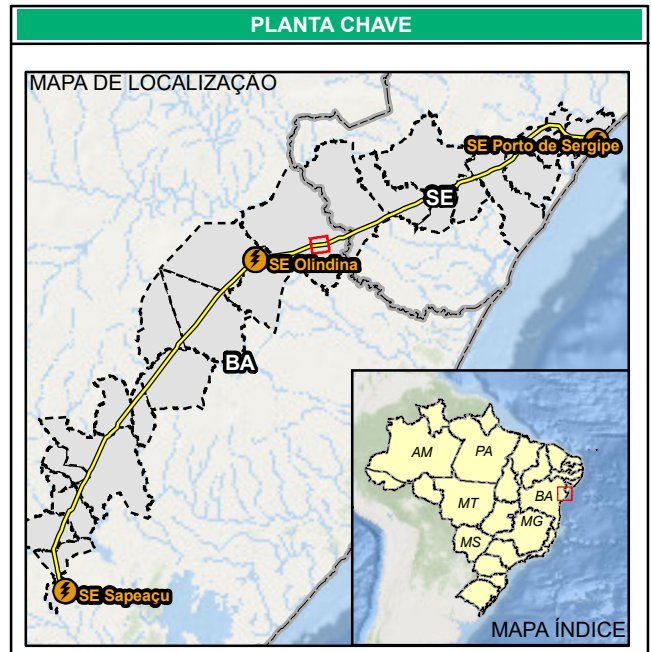 PLANTA CHAVE
MAPA DE LOCALIZAÇÃO
SE Porto de Sergipe
SE
SE Olindina
BA
SE Sapeaçu
AM
PA
MT
BA
MG
MS
MAPA ÍNDICE